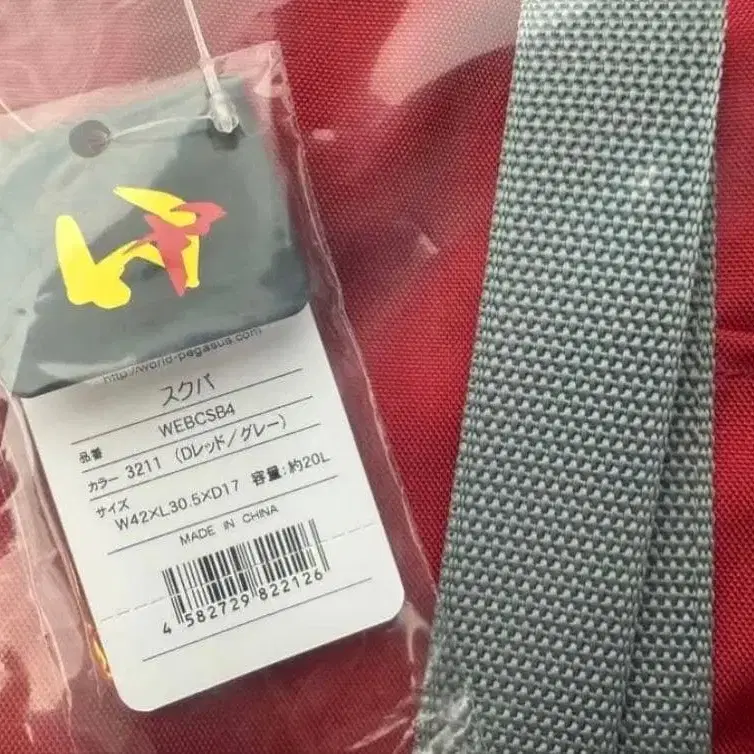 http://world-pegasus.com
スクバ
品番 WEBCSB4
カラー 3211 (Dレッド/グレー)
サイズ
W42×L30.5×D17 容量:約20L
MADE IN CHINA
4 582729 822126